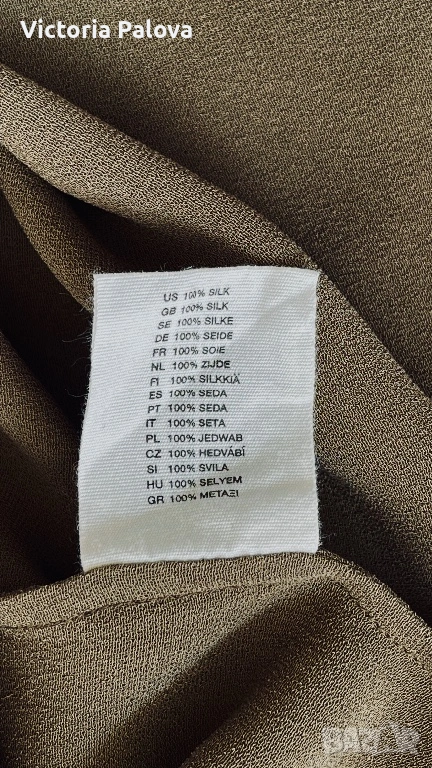 Victoria Palova
US 100% SILK
GB 100% SILK
SE 100% SILKE
DE 100% SEIDE
FR 100% SOIE
NL 100% ZIJDE
FI 100% SILKKIÄ
ES 100% SEDA
PT 100% SEDA
IT 100% SETA
PL 100% JEDWAB
CZ 100% HEDVÁBÍ
SI 100% SVILA
HU 100% SELYEM
GR 100% ΜΕΤΑΞΙ
BAZAR